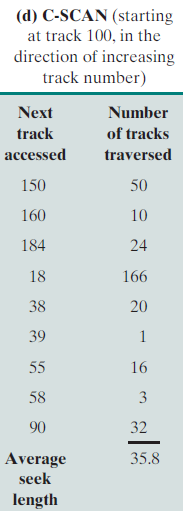 (d) C-SCAN (starting
at track 100, in the
direction of increasing
track number)
Next Number
track of tracks
accessed traversed
150 50
160 10
184 24
18 166
38 20
39 1
55 16
58 3
90 32
Average 35.8
seek
length